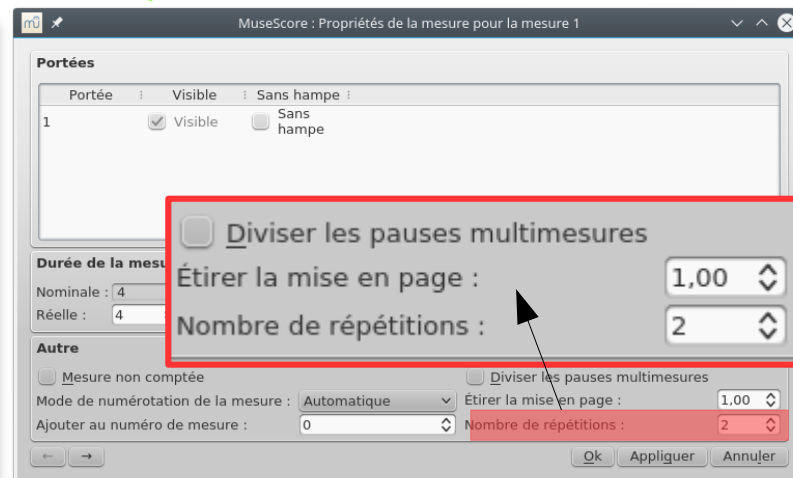 MuseScore : Propriétés de la mesure pour la mesure 1
Portées
Portée Visible Sans hampe
1 Visible Sans hampe
Diviser les pauses multimesures
Étirer la mise en page : 1,00
Nombre de répétitions : 2
Durée de la mesu
Nominale : 4
Réelle : 4
Autre
Mesure non comptée Diviser les pauses multimesures
Mode de numérotation de la mesure : Automatique Étirer la mise en page : 1,00
Ajouter au numéro de mesure : 0 Nombre de répétitions : 2
← → Ok Appliquer Annuler